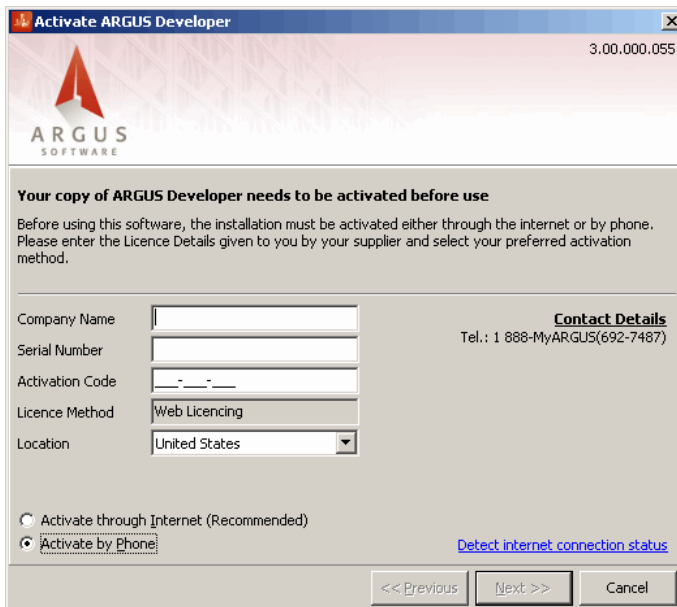 Activate ARGUS Developer
3.00.000.055
ARGUS
SOFTWARE
Your copy of ARGUS Developer needs to be activated before use
Before using this software, the installation must be activated either through the internet or by phone.
Please enter the Licence Details given to you by your supplier and select your preferred activation
method.
Company Name
Contact Details
Tel.: 1 888-MyARGUS(692-7487)
Serial Number
Activation Code ___-___-___
Licence Method Web Licencing
Location United States
Activate through Internet (Recommended)
Activate by Phone
Detect internet connection status
<< Previous Next >> Cancel